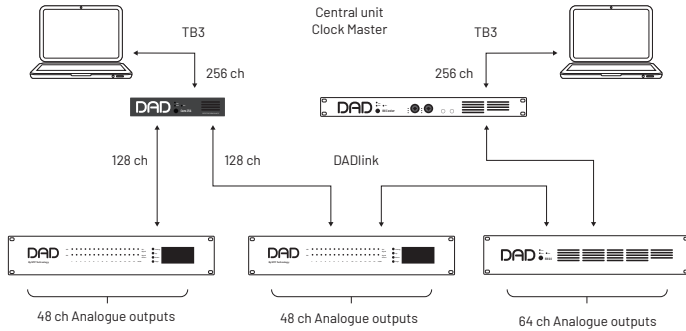 Central unit
Clock Master
TB3
TB3
256 ch
256 ch
DAD
DAD
128 ch
128 ch
DADlink
DAD
DAD
DAD
48 ch Analogue outputs
48 ch Analogue outputs
64 ch Analogue outputs